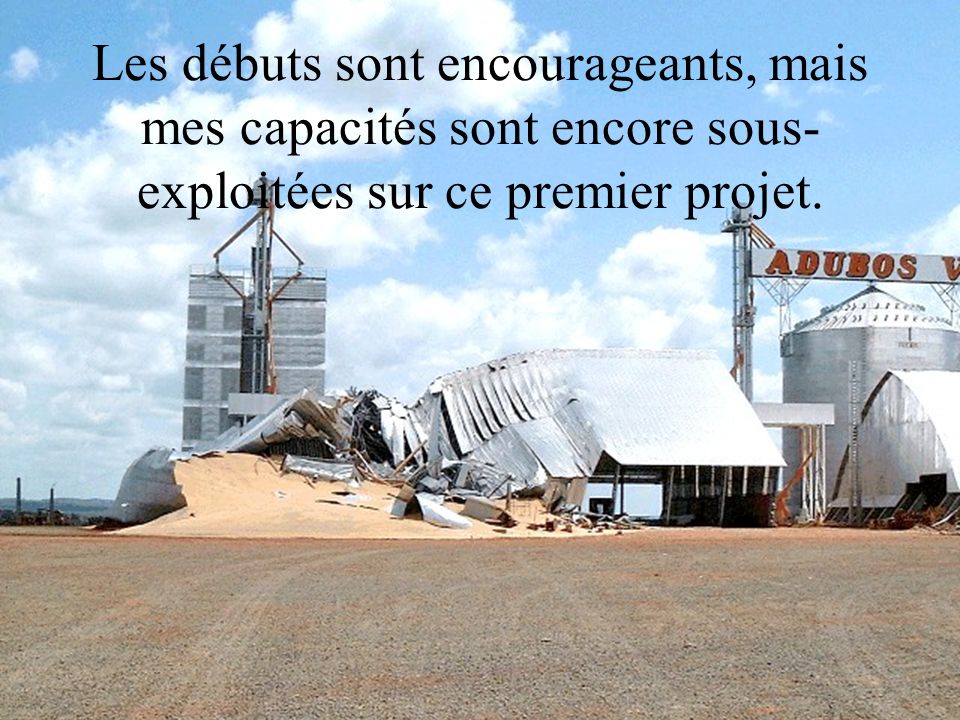 Les débuts sont encourageants, mais
mes capacités sont encore sous-
exploitées sur ce premier projet.
ADUBOS V